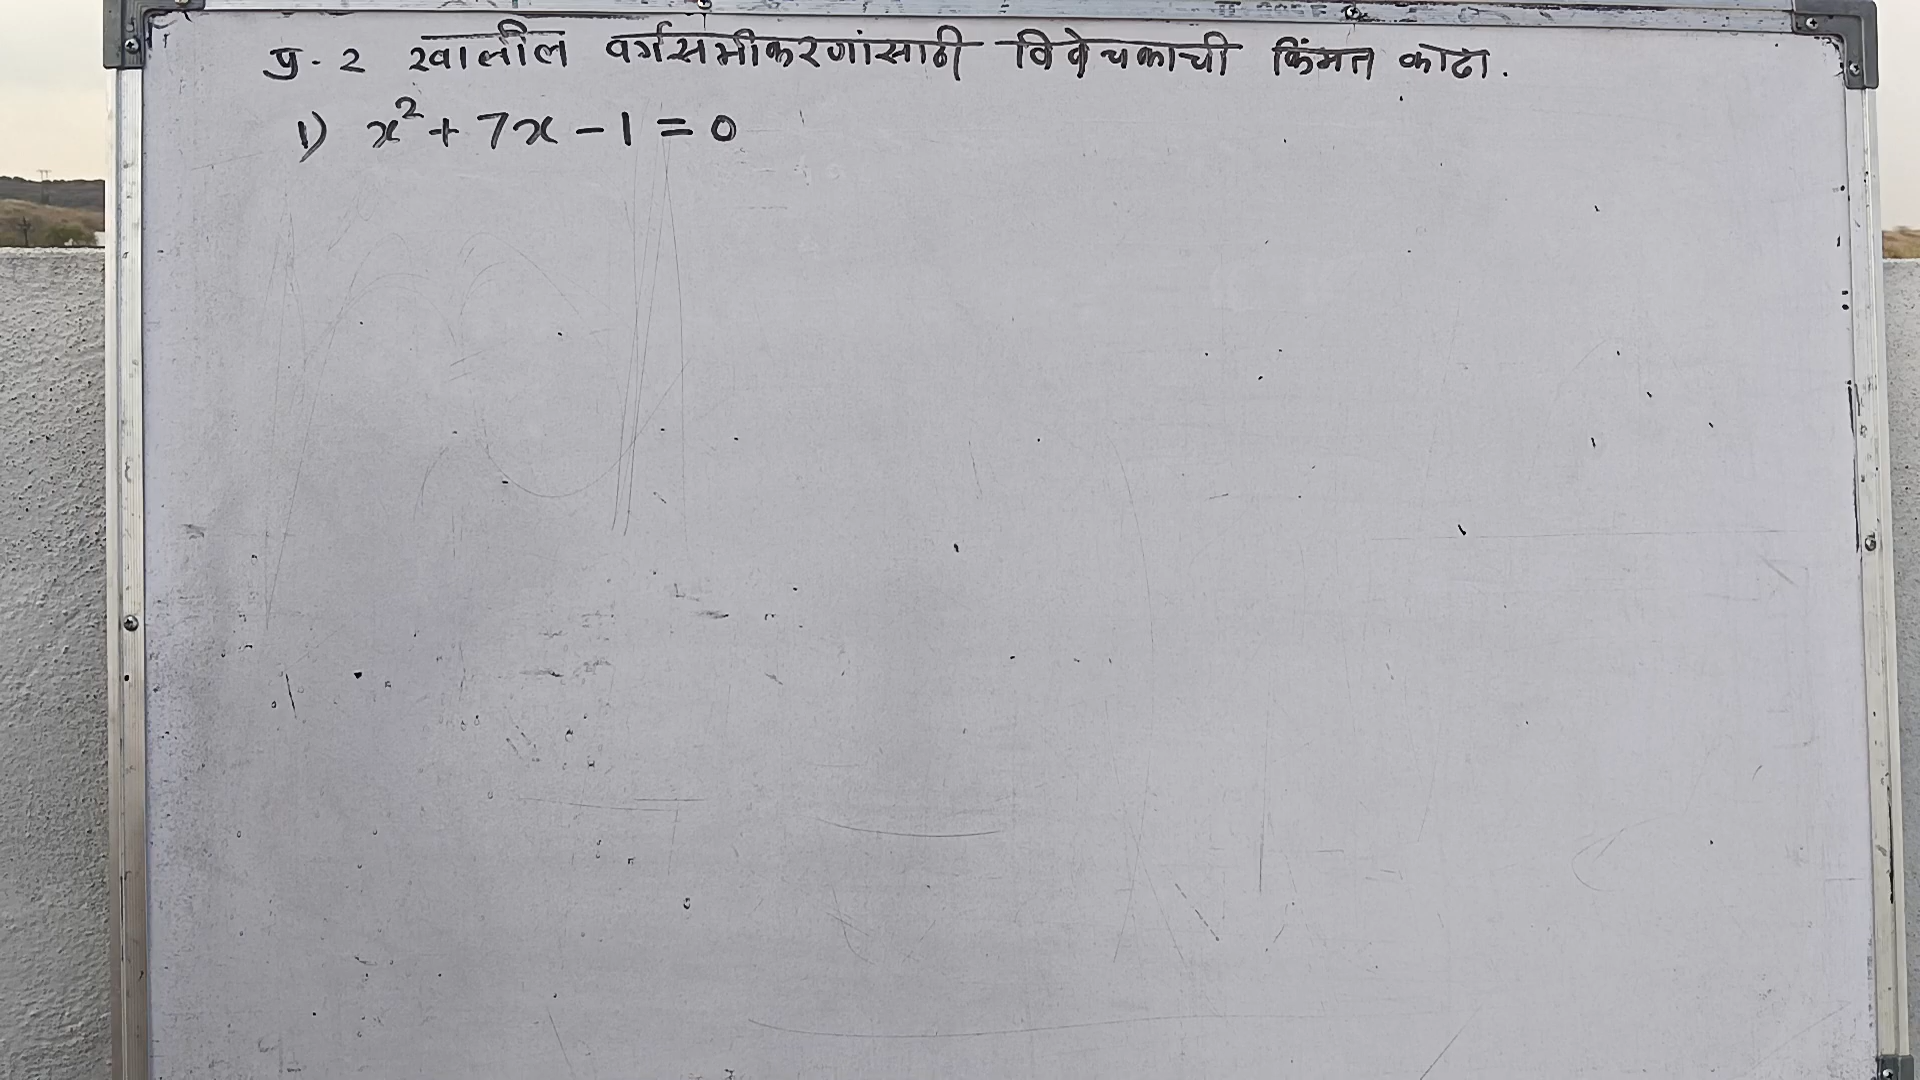 प्र. 2 खालील वर्गसमीकरणांसाठी विवेचकाची किंमत काढा.
1) x² + 7x - 1 = 0